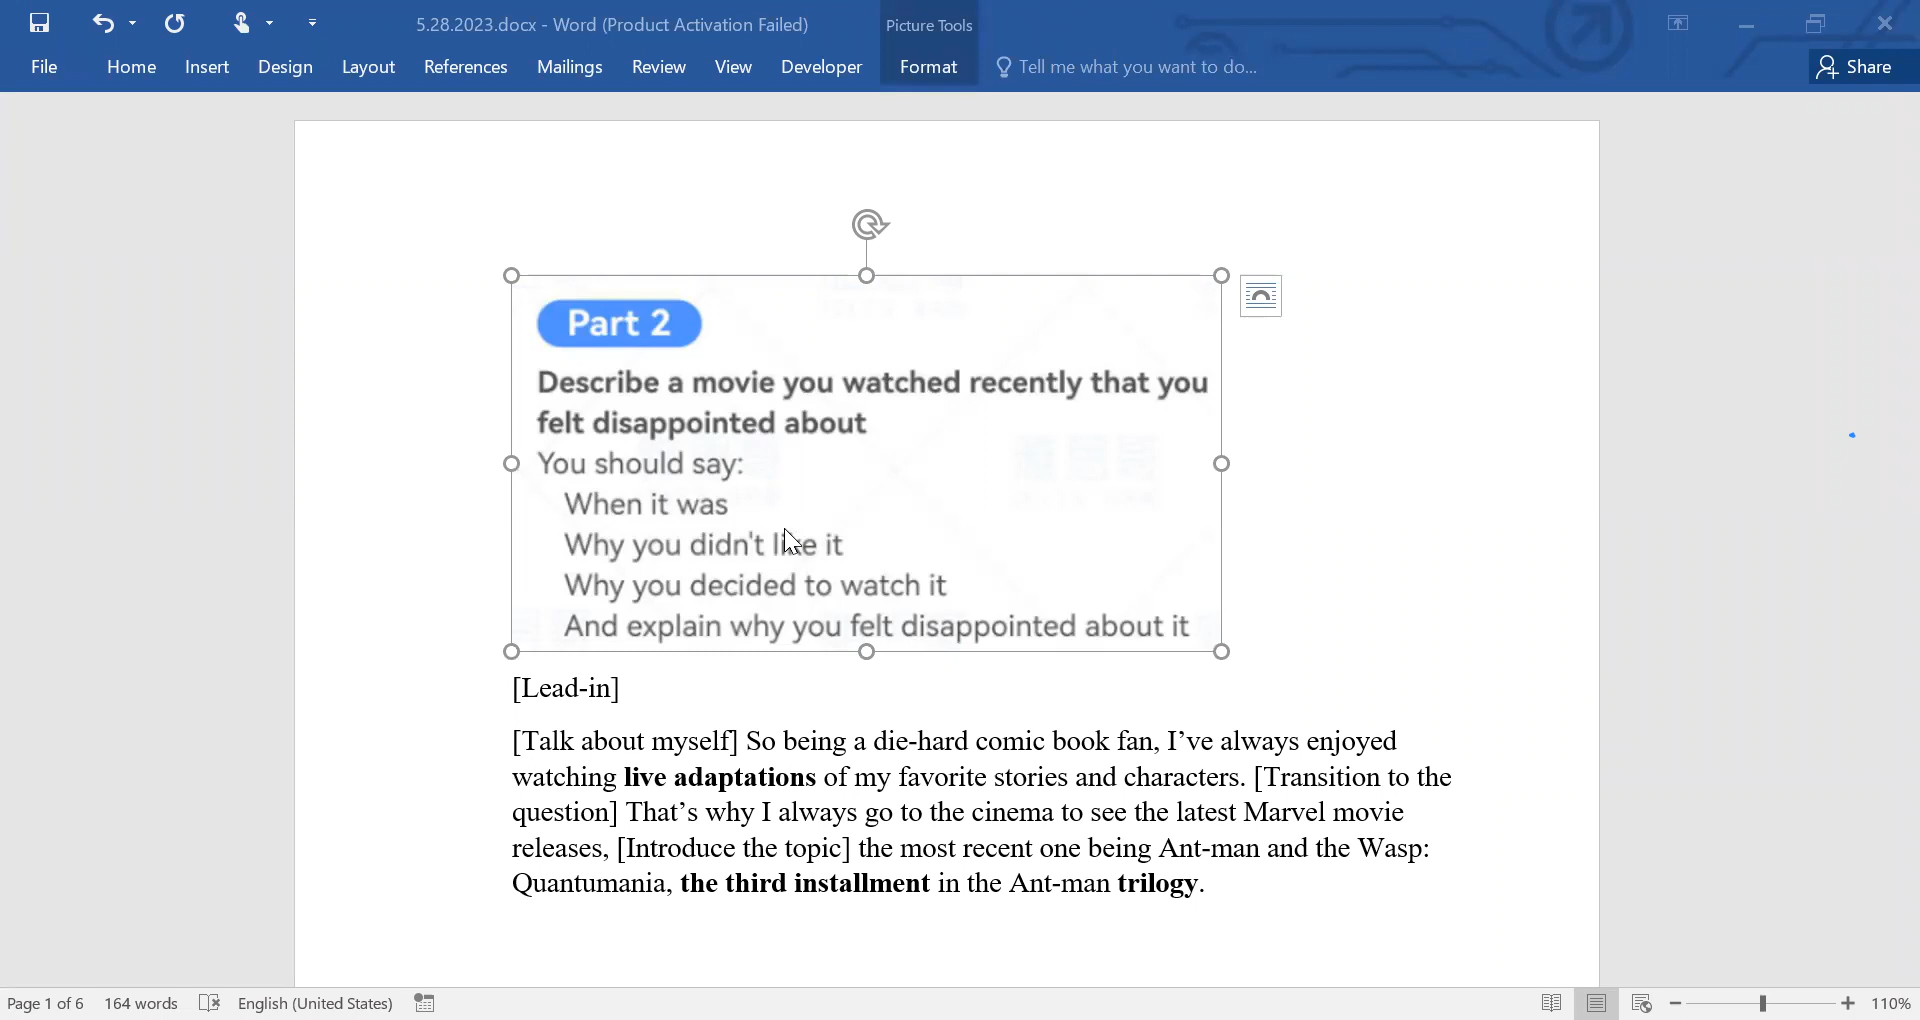 5.28.2023.docx - Word (Product Activation Failed)
Picture Tools
File Home Insert Design Layout References Mailings Review View Developer Format Tell me what you want to do... Share
Part 2
Describe a movie you watched recently that you
felt disappointed about
You should say:
When it was
Why you didn't like it
Why you decided to watch it
And explain why you felt disappointed about it
[Lead-in]
[Talk about myself] So being a die-hard comic book fan, I’ve always enjoyed
watching live adaptations of my favorite stories and characters. [Transition to the
question] That’s why I always go to the cinema to see the latest Marvel movie
releases, [Introduce the topic] the most recent one being Ant-man and the Wasp:
Quantumania, the third installment in the Ant-man trilogy.
Page 1 of 6 164 words English (United States) 110%